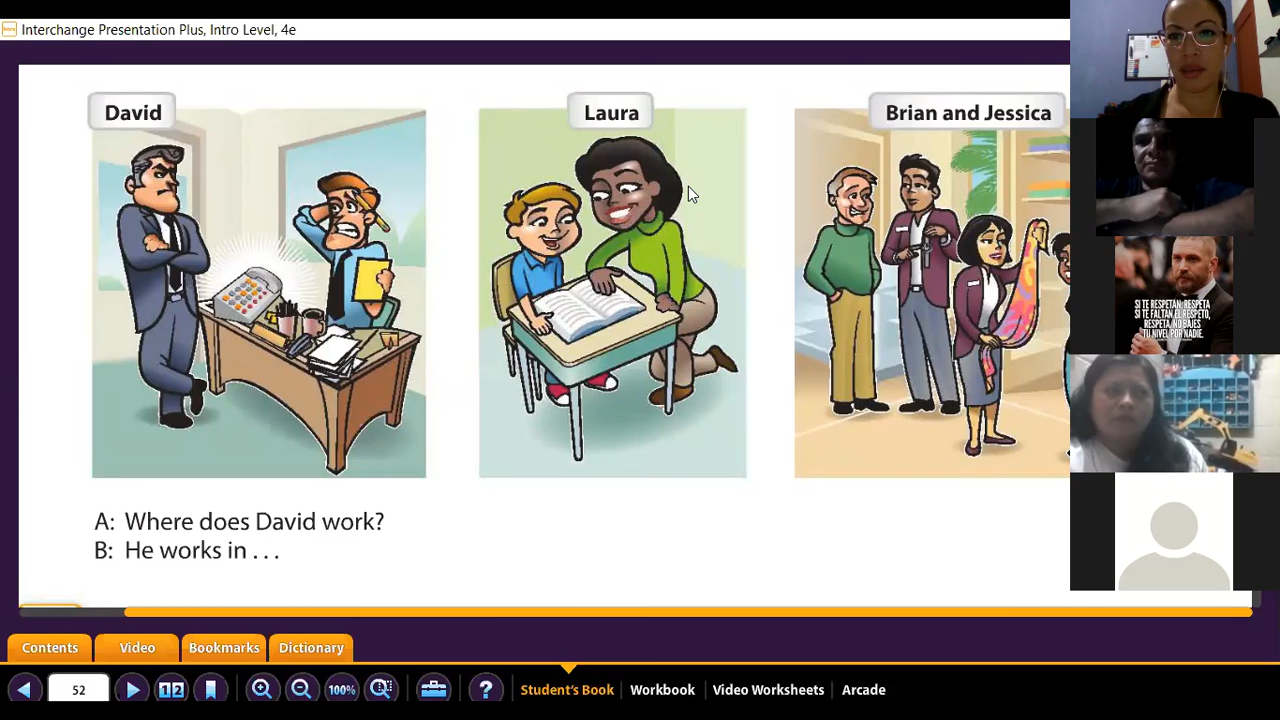 Interchange Presentation Plus, Intro Level, 4e
David
Laura
Brian and Jessica
A: Where does David work?
B: He works in . . .
SI TE RESPETAN, RESPETA
SI TE FALTAN EL RESPETO,
RESPETA, NO BAJES
TU NIVEL POR NADIE.
Contents
Video
Bookmarks
Dictionary
52
12
100%
?
Student's Book
Workbook
Video Worksheets
Arcade